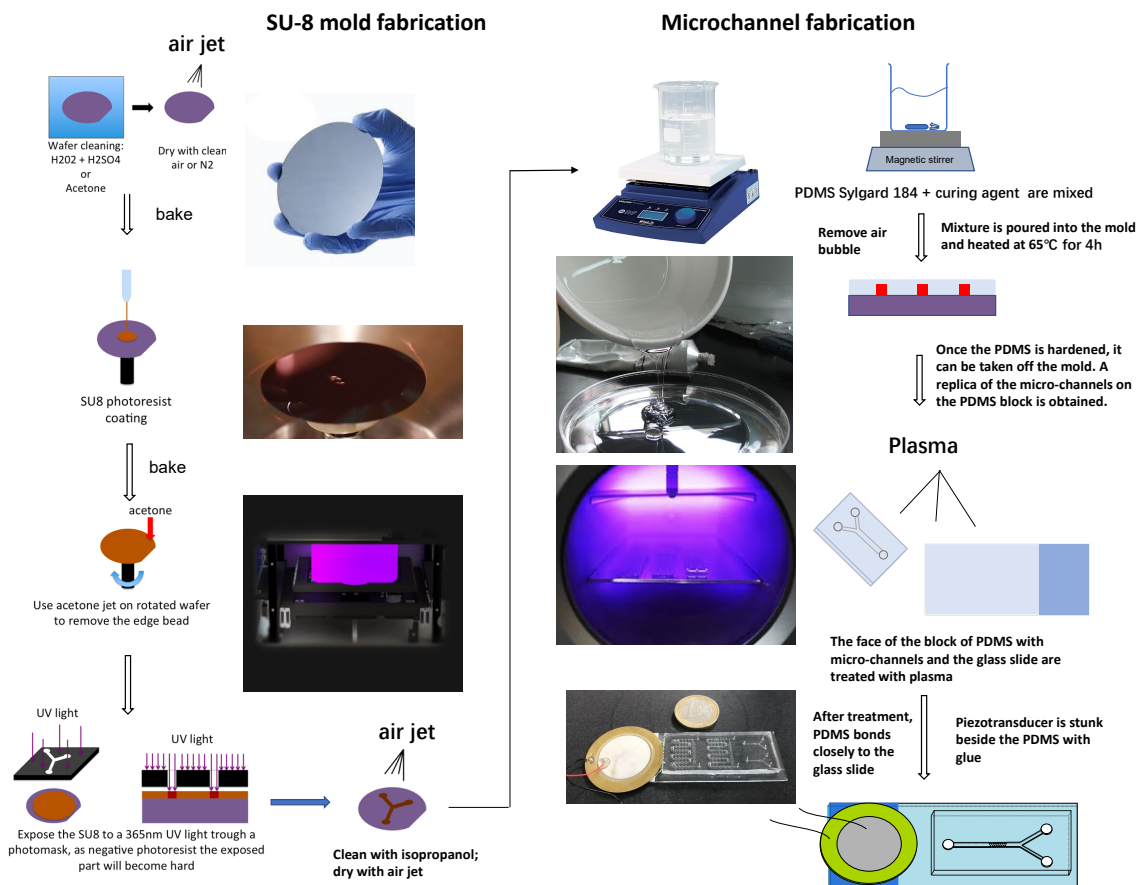 SU-8 mold fabrication
air jet
Wafer cleaning:
H2O2 + H2SO4
or
Acetone
Dry with clean
air or N2
bake
SU8 photoresist
coating
bake
acetone
Use acetone jet on rotated wafer
to remove the edge bead
UV light
UV light
Expose the SU8 to a 365nm UV light trough a
photomask, as negative photoresist the exposed
part will become hard
air jet
Clean with isopropanol;
dry with air jet
Microchannel fabrication
Magnetic stirrer
PDMS Sylgard 184 + curing agent are mixed
Remove air
bubble
Mixture is poured into the mold
and heated at 65℃ for 4h
Once the PDMS is hardened, it
can be taken off the mold. A
replica of the micro-channels on
the PDMS block is obtained.
Plasma
The face of the block of PDMS with
micro-channels and the glass slide are
treated with plasma
After treatment,
PDMS bonds
closely to the
glass slide
Piezotransducer is stunk
beside the PDMS with
glue